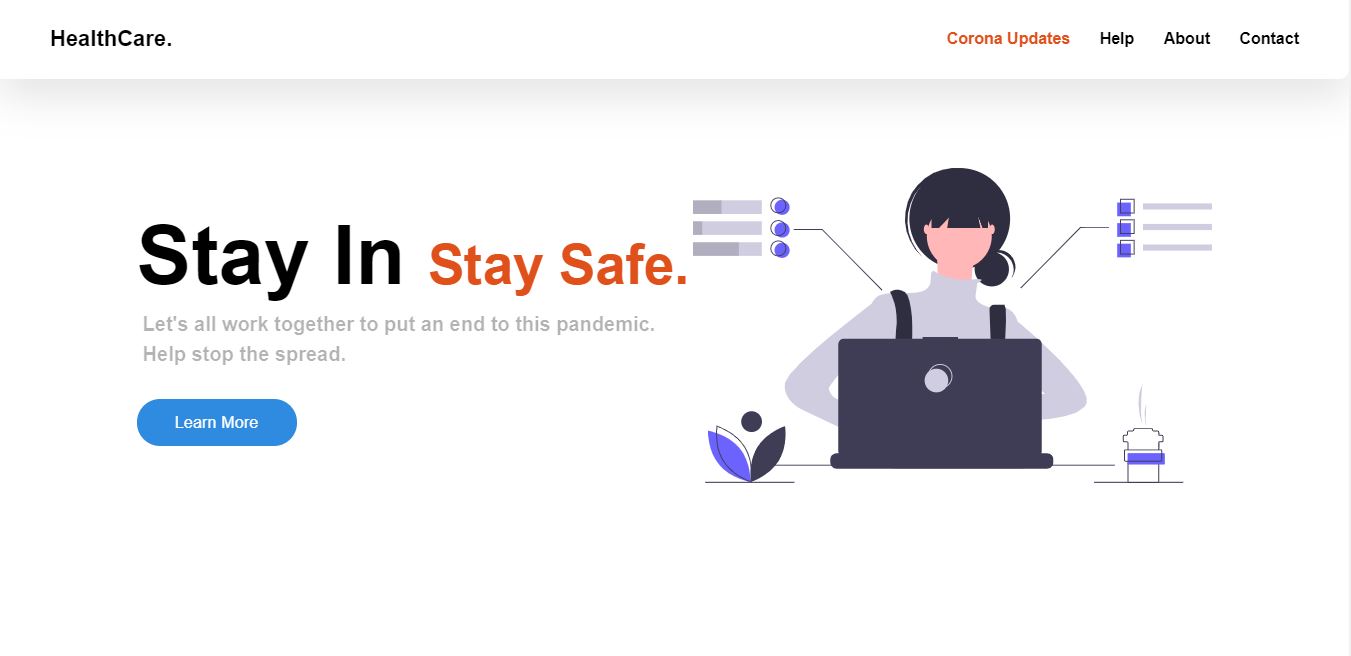 HealthCare.
Corona Updates Help About Contact
Stay In Stay Safe.
Let's all work together to put an end to this pandemic.
Help stop the spread.
Learn More